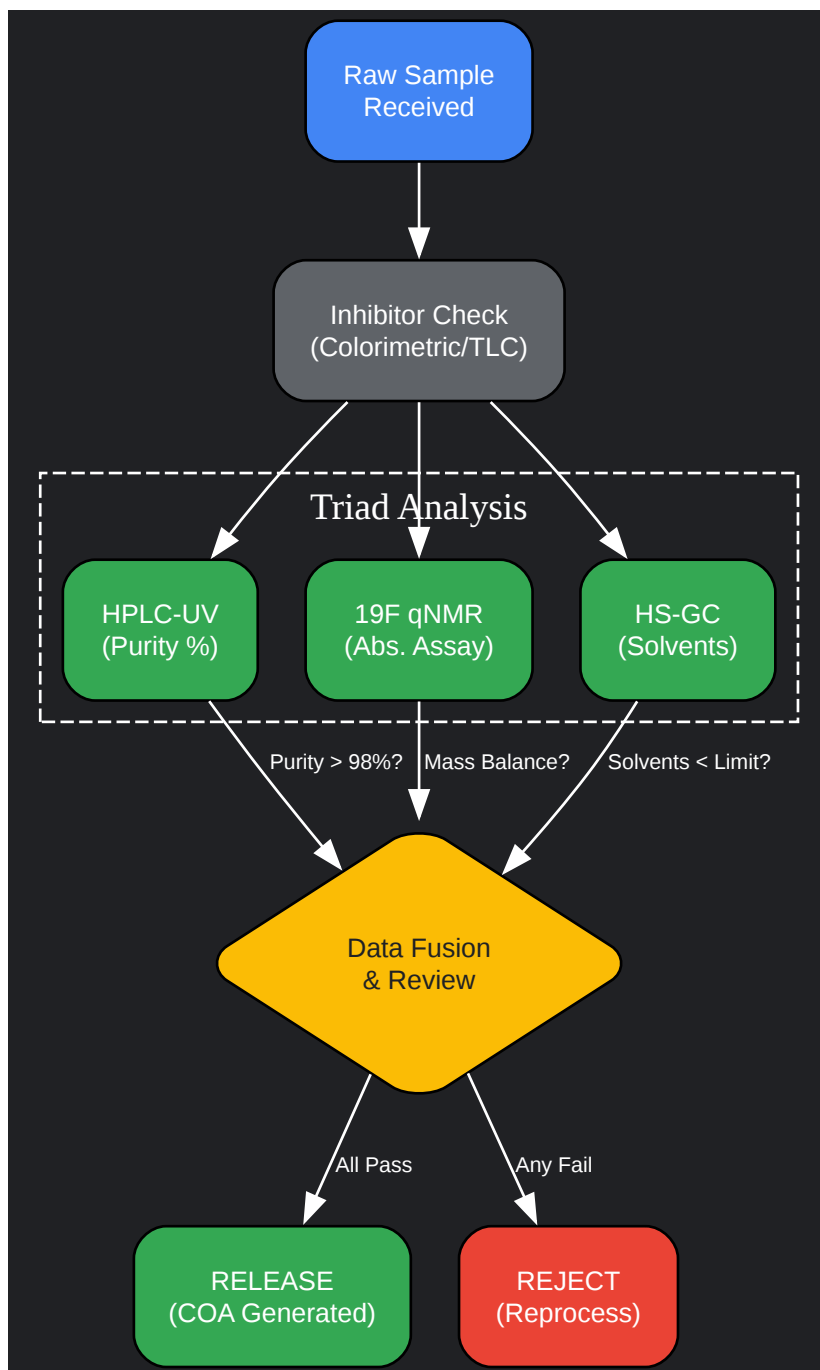 Raw Sample
Received
Inhibitor Check
(Colorimetric/TLC)
Triad Analysis
HPLC-UV
(Purity %)
19F qNMR
(Abs. Assay)
HS-GC
(Solvents)
Purity > 98%?
Mass Balance?
Solvents < Limit?
Data Fusion
& Review
All Pass
Any Fail
RELEASE
(COA Generated)
REJECT
(Reprocess)